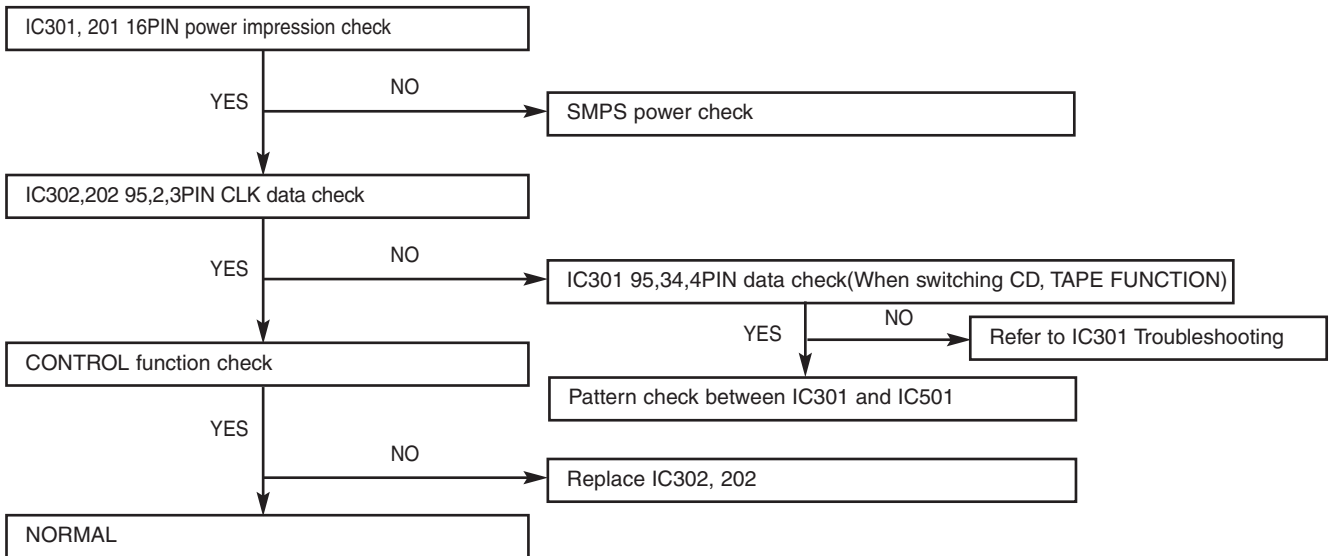 IC301, 201 16PIN power impression check
YES
NO
SMPS power check
IC302,202 95,2,3PIN CLK data check
YES
NO
IC301 95,34,4PIN data check(When switching CD, TAPE FUNCTION)
YES
NO
Refer to IC301 Troubleshooting
CONTROL function check
Pattern check between IC301 and IC501
YES
NO
Replace IC302, 202
NORMAL